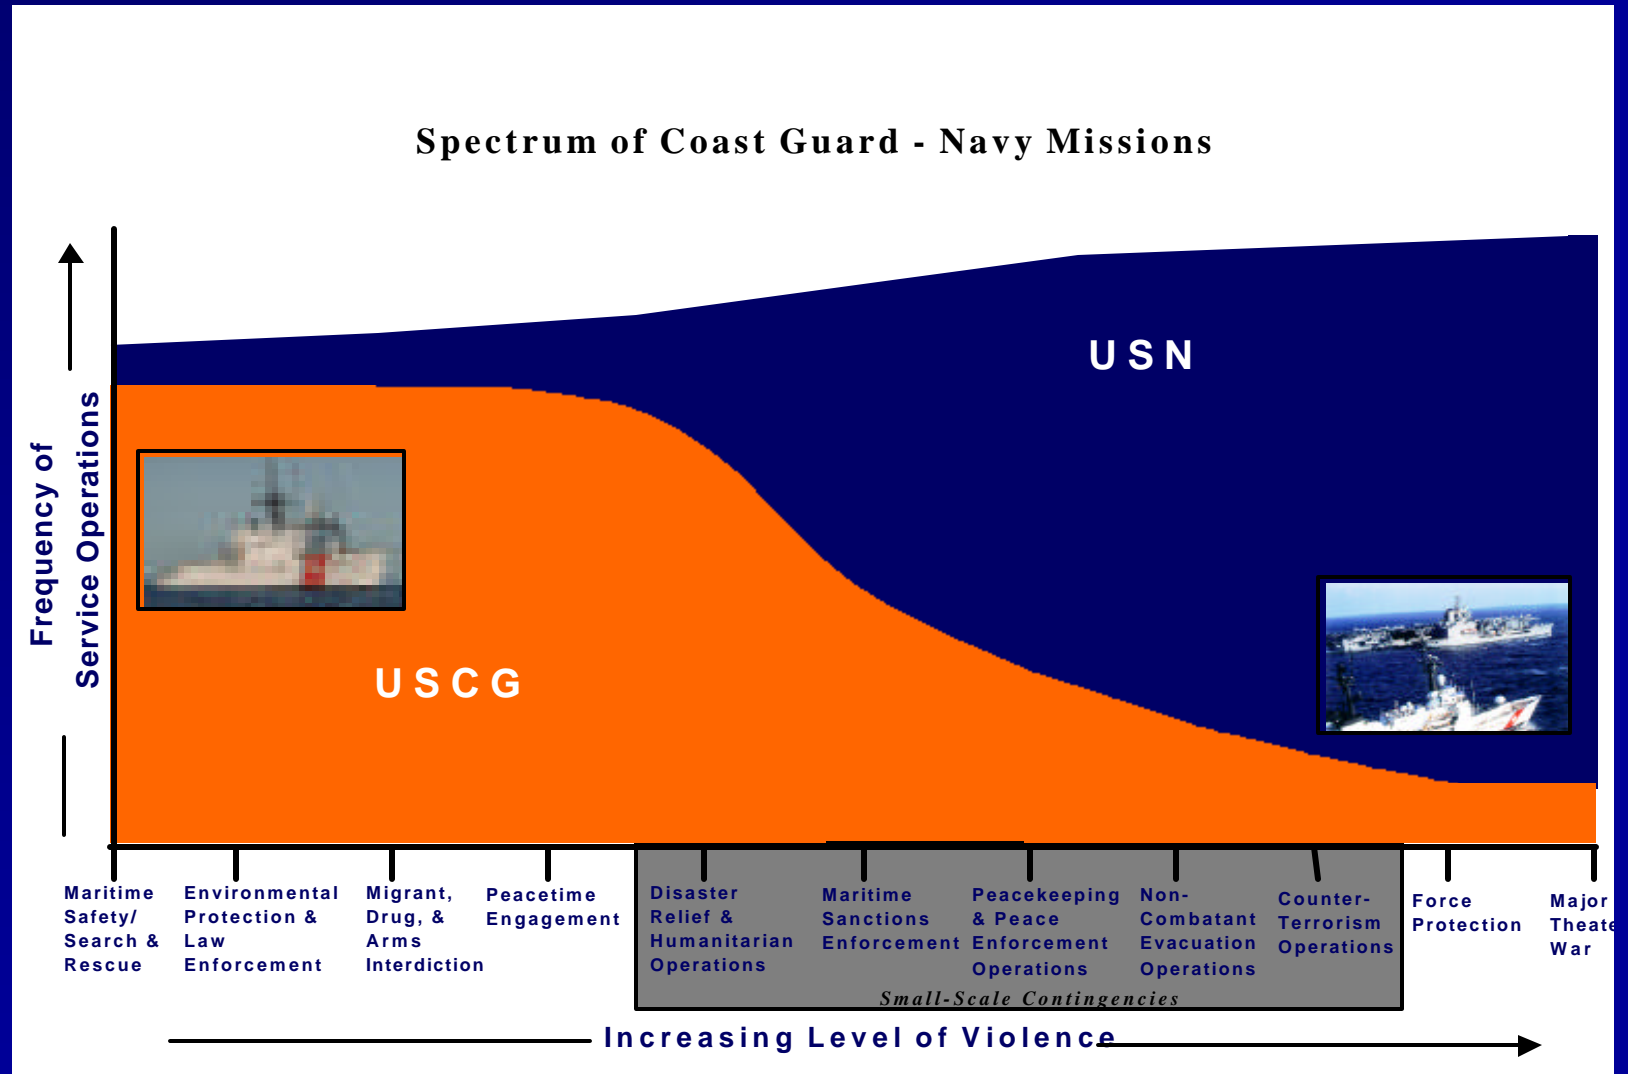 Spectrum of Coast Guard - Navy Missions
Frequency of
Service Operations
USN
USCG
Maritime
Safety/
Search &
Rescue
Environmental
Protection &
Law
Enforcement
Migrant,
Drug, &
Arms
Interdiction
Peacetime
Engagement
Disaster
Relief &
Humanitarian
Operations
Maritime
Sanctions
Enforcement
Peacekeeping
& Peace
Enforcement
Operations
Non-
Combatant
Evacuation
Operations
Counter-
Terrorism
Operations
Force
Protection
Major
Theate
War
Small-Scale Contingencies
Increasing Level of Violence